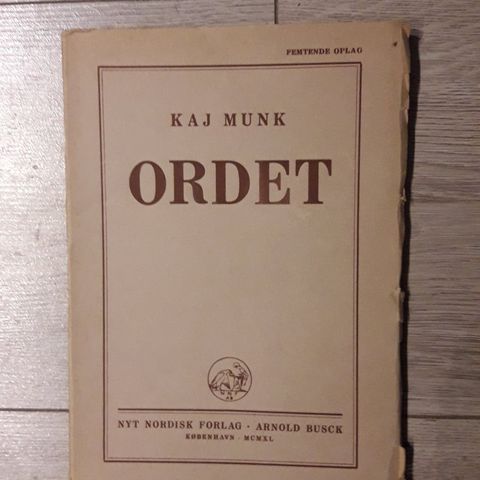 FEMTENDE OPLAG
KAJ MUNK
ORDET
NYT NORDISK FORLAG · ARNOLD BUSCK
KØBENHAVN · MCMXL